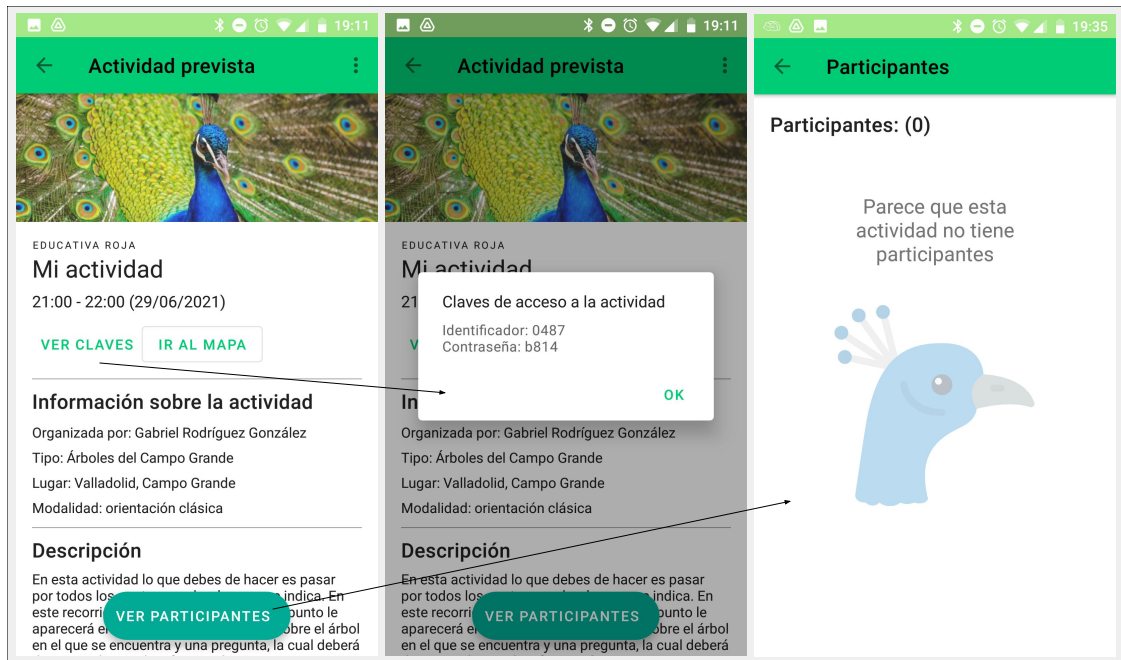 19:11
Actividad prevista
EDUCATIVA ROJA
Mi actividad
21:00 - 22:00 (29/06/2021)
VER CLAVES IR AL MAPA
Información sobre la actividad
Organizada por: Gabriel Rodríguez González
Tipo: Árboles del Campo Grande
Lugar: Valladolid, Campo Grande
Modalidad: orientación clásica
Descripción
En esta actividad lo que debes de hacer es pasar
por todos los indica. En
este recorri punto le
aparecerá e obre el árbol
en el que se encuentra y una pregunta, la cual deberá
VER PARTICIPANTES
19:11
Actividad prevista
EDUCATIVA ROJA
Mi actividad
21
V
Claves de acceso a la actividad
Identificador: 0487
Contraseña: b814
OK
In
Organizada por: Gabriel Rodríguez González
Tipo: Árboles del Campo Grande
Lugar: Valladolid, Campo Grande
Modalidad: orientación clásica
Descripción
En esta actividad lo que debes de hacer es pasar
por todos los indica. En
este recorri punto le
aparecerá e obre el árbol
en el que se encuentra y una pregunta, la cual deberá
VER PARTICIPANTES
19:35
Participantes
Participantes: (0)
Parece que esta
actividad no tiene
participantes